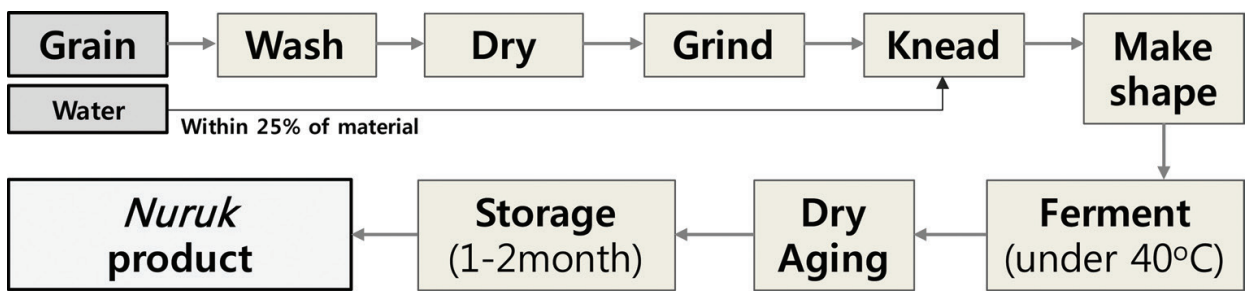 Grain
Wash
Dry
Grind
Knead
Make
shape
Water
Within 25% of material
Nuruk
product
Storage
(1-2month)
Dry
Aging
Ferment
(under 40ºC)